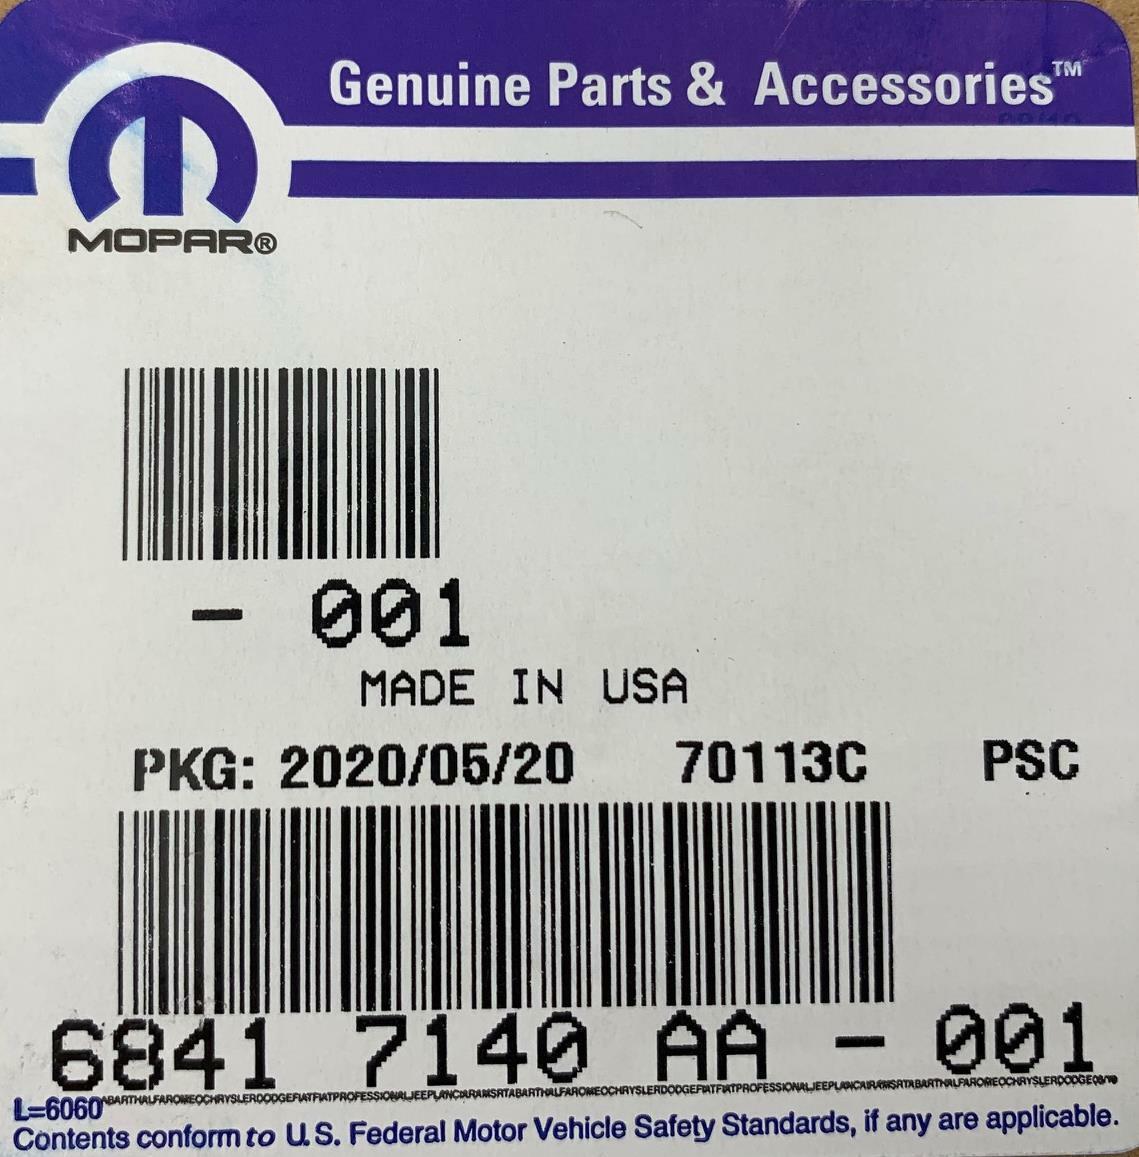 Genuine Parts & Accessories™
MOPAR®
- 001
MADE IN USA
PKG: 2020/05/20 70113C PSC
6841 7140 AA - 001
L=6060
Contents conform to U.S. Federal Motor Vehicle Safety Standards, if any are applicable.